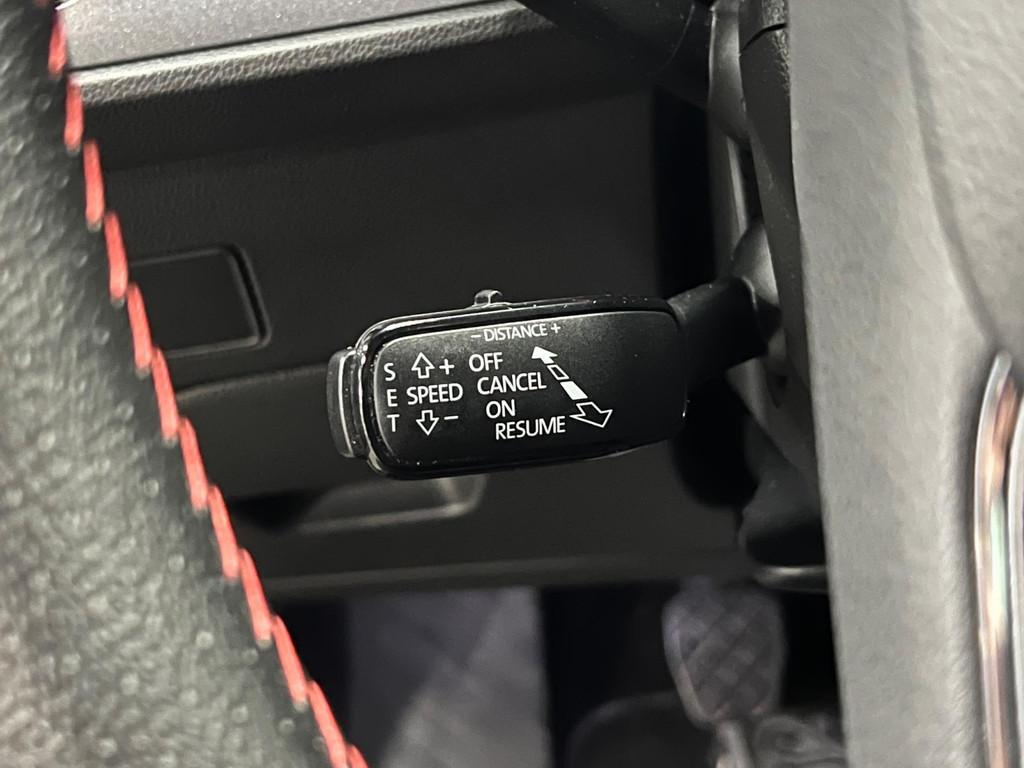 - DISTANCE +
S + OFF
E SPEED CANCEL
T - ON
RESUME